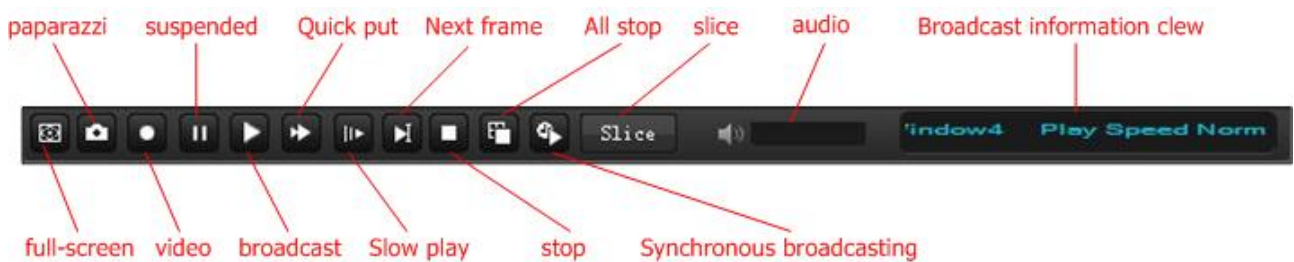 paparazzi suspended Quick put Next frame All stop slice audio Broadcast information clew
Slice 'indow4 Play Speed Norm
full-screen video broadcast Slow play stop Synchronous broadcasting